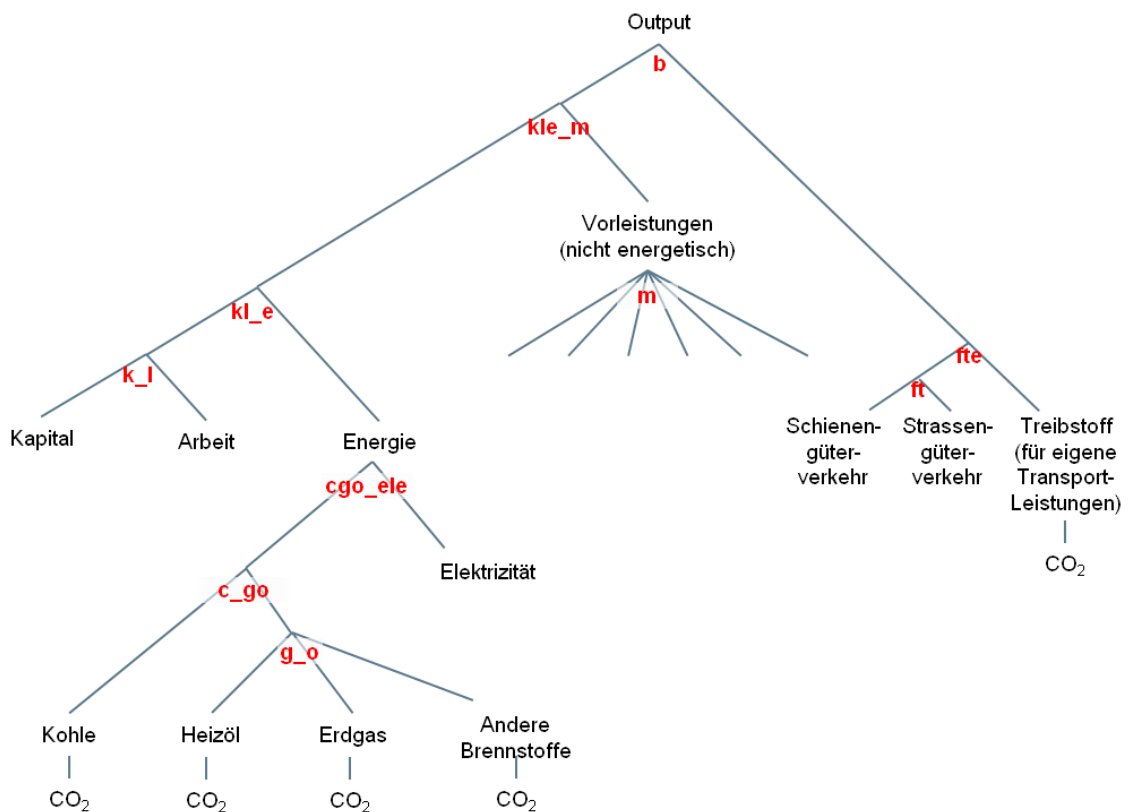 Output
b
kle_m
Vorleistungen
(nicht energetisch)
m
kl_e
k_l
fte
ft
Kapital
Arbeit
Energie
Schienen-
güter-
verkehr
Strassen-
güter-
verkehr
Treibstoff
(für eigene
Transport-
Leistungen)
CO₂
cgo_ele
Elektrizität
c_go
g_o
Kohle
Heizöl
Erdgas
Andere
Brennstoffe
CO₂
CO₂
CO₂
CO₂